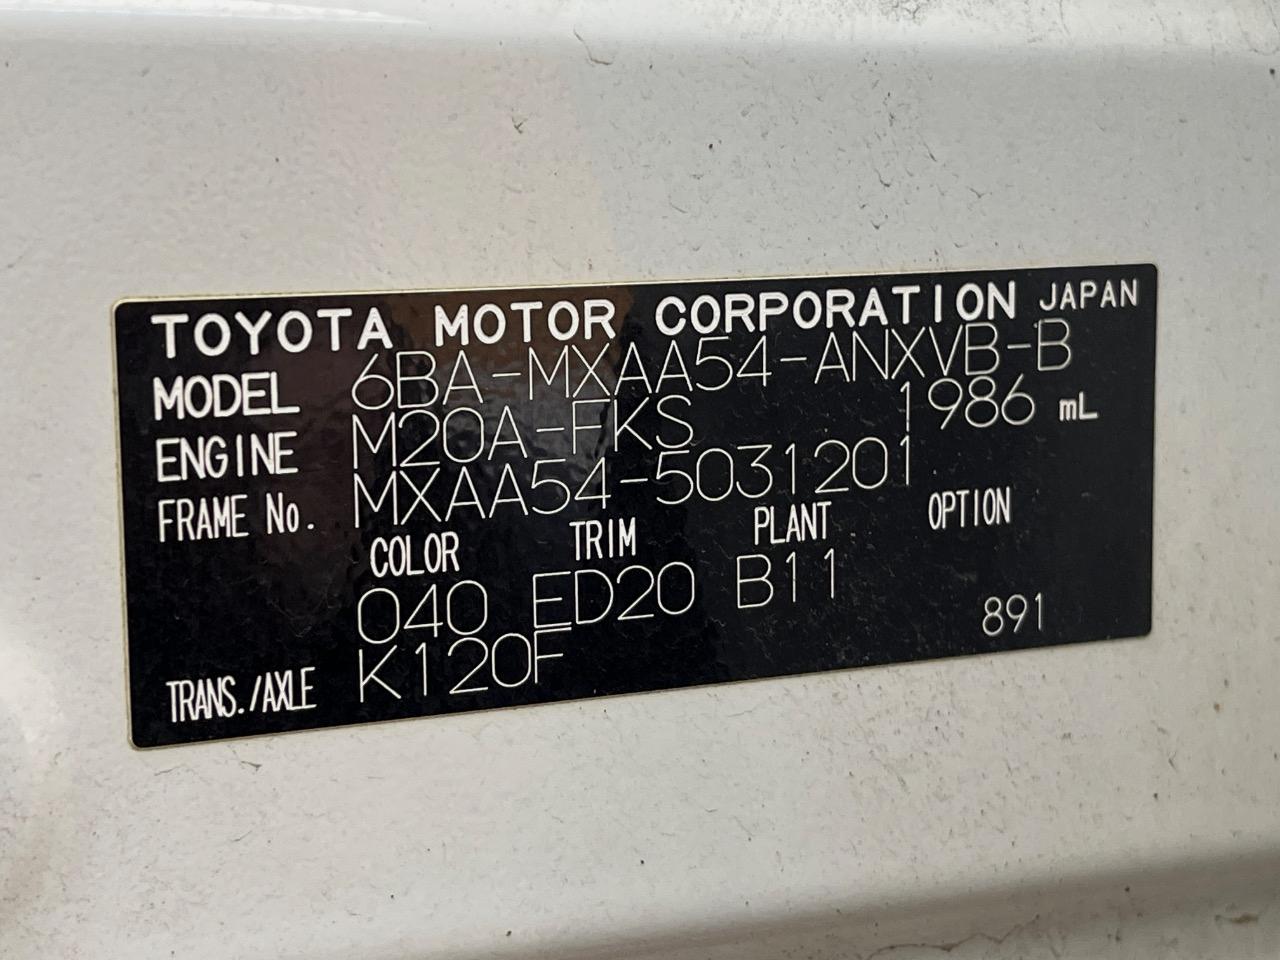 TOYOTA MOTOR CORPORATION JAPAN
MODEL 6BA-MXAA54-ANXVB-B
ENGINE M20A-FKS 1986 mL
FRAME No. MXAA54-5031201
COLOR TRIM PLANT OPTION
040 ED20 B11
891
TRANS./AXLE K120F